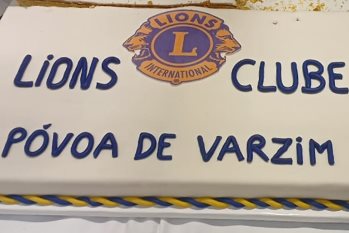 LIONS
L
INTERNATIONAL
LiONS CLUBE
PÓVOA DE VARZiM